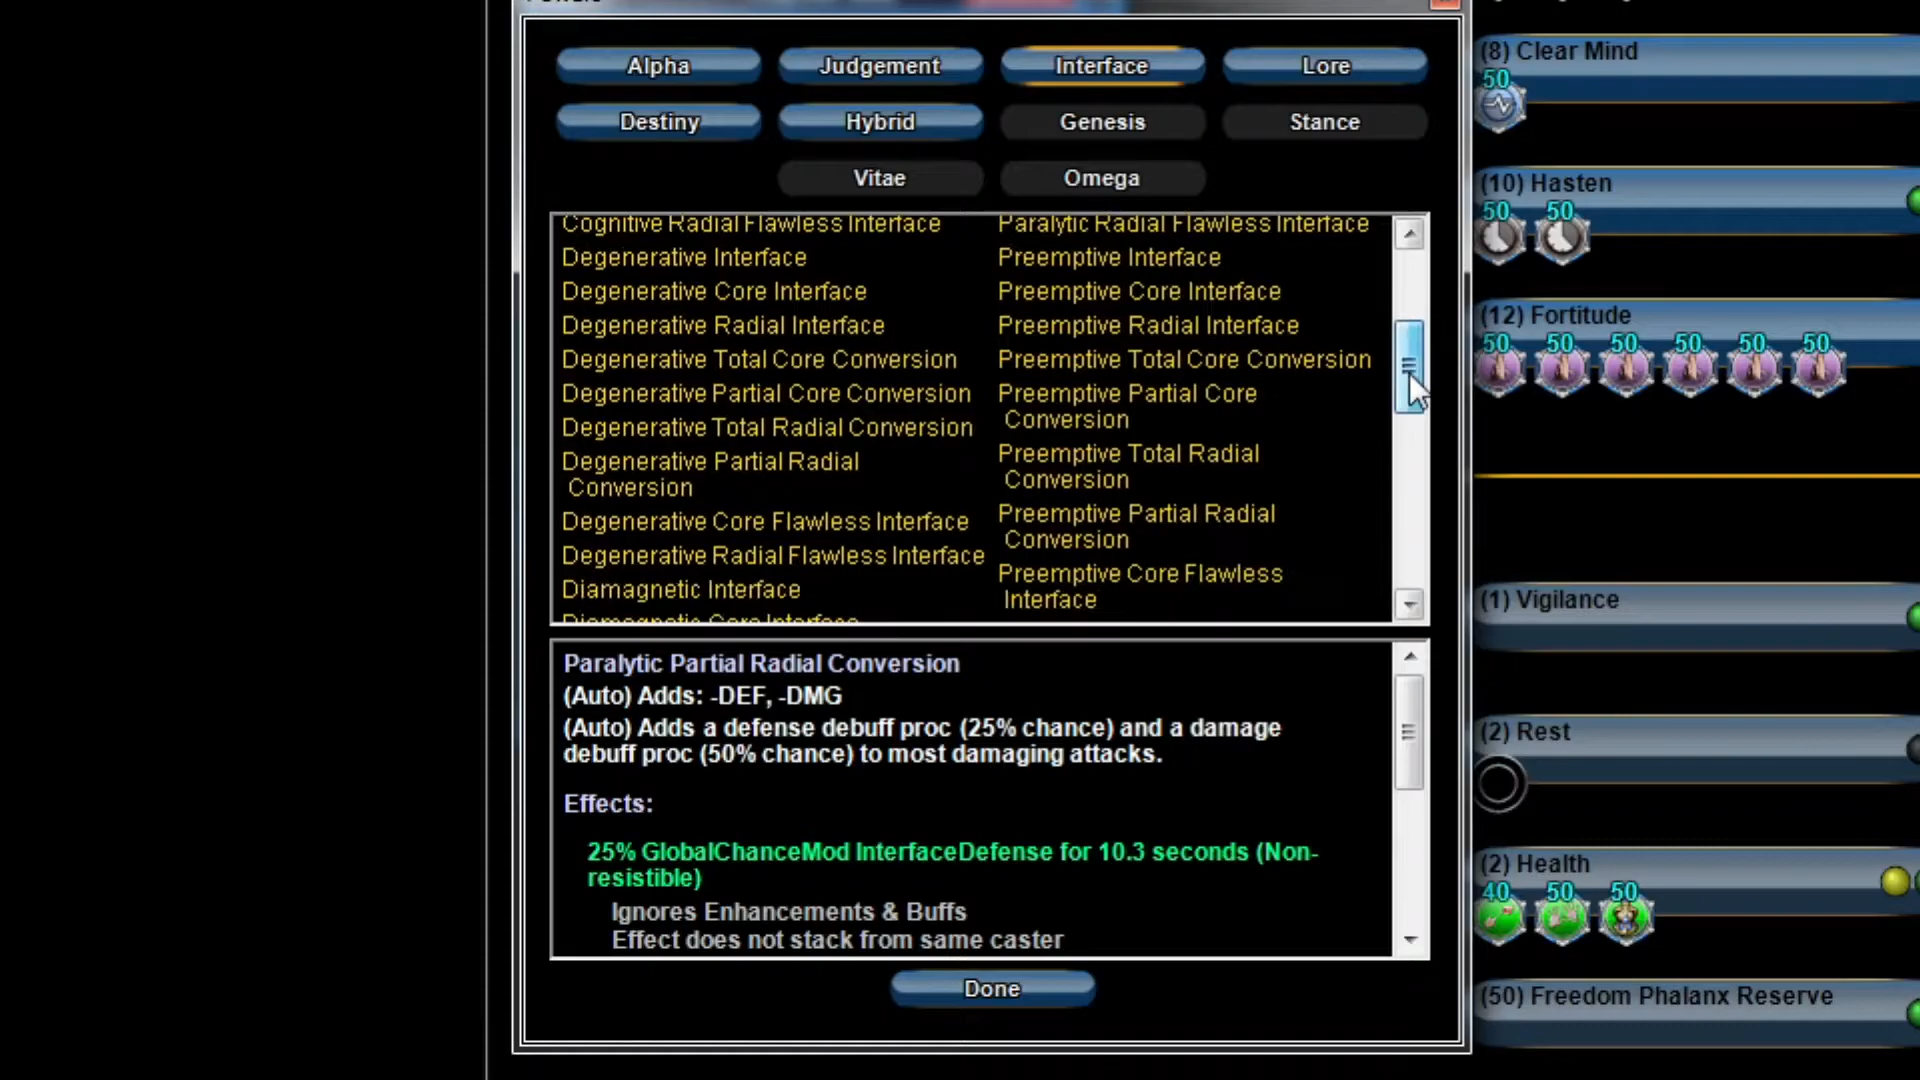 Alpha
Judgement
Interface
Lore
Destiny
Hybrid
Genesis
Stance
Vitae
Omega
Cognitive Radial Flawless Interface
Degenerative Interface
Degenerative Core Interface
Degenerative Radial Interface
Degenerative Total Core Conversion
Degenerative Partial Core Conversion
Degenerative Total Radial Conversion
Degenerative Partial Radial
Conversion
Degenerative Core Flawless Interface
Degenerative Radial Flawless Interface
Diamagnetic Interface
Diamagnetic Core Interface
Paralytic Radial Flawless Interface
Preemptive Interface
Preemptive Core Interface
Preemptive Radial Interface
Preemptive Total Core Conversion
Preemptive Partial Core
Conversion
Preemptive Total Radial
Conversion
Preemptive Partial Radial
Conversion
Preemptive Core Flawless
Interface
Paralytic Partial Radial Conversion
(Auto) Adds: -DEF, -DMG
(Auto) Adds a defense debuff proc (25% chance) and a damage
debuff proc (50% chance) to most damaging attacks.
Effects:
25% GlobalChanceMod InterfaceDefense for 10.3 seconds (Non-
resistible)
Ignores Enhancements & Buffs
Effect does not stack from same caster
Done
(8) Clear Mind
50
(10) Hasten
50 50
(12) Fortitude
50 50 50 50 50 50
(1) Vigilance
(2) Rest
(2) Health
40 50 50
(50) Freedom Phalanx Reserve